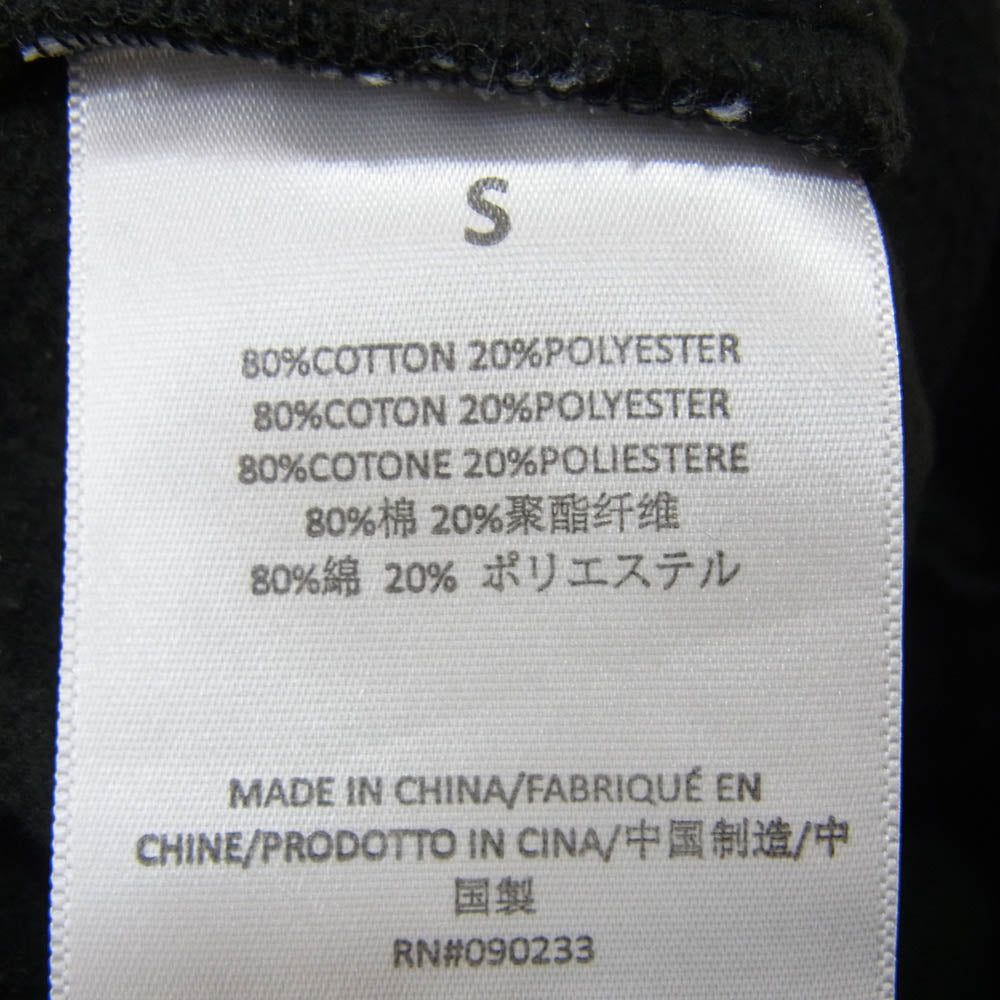 S
80%COTTON 20%POLYESTER
80%COTON 20%POLYESTER
80%COTONE 20%POLIESTERE
80%棉 20%聚酯纤维
80%綿 20% ポリエステル
MADE IN CHINA/FABRIQUÉ EN
CHINE/PRODOTTO IN CINA/中国制造/中
国製
RN#090233